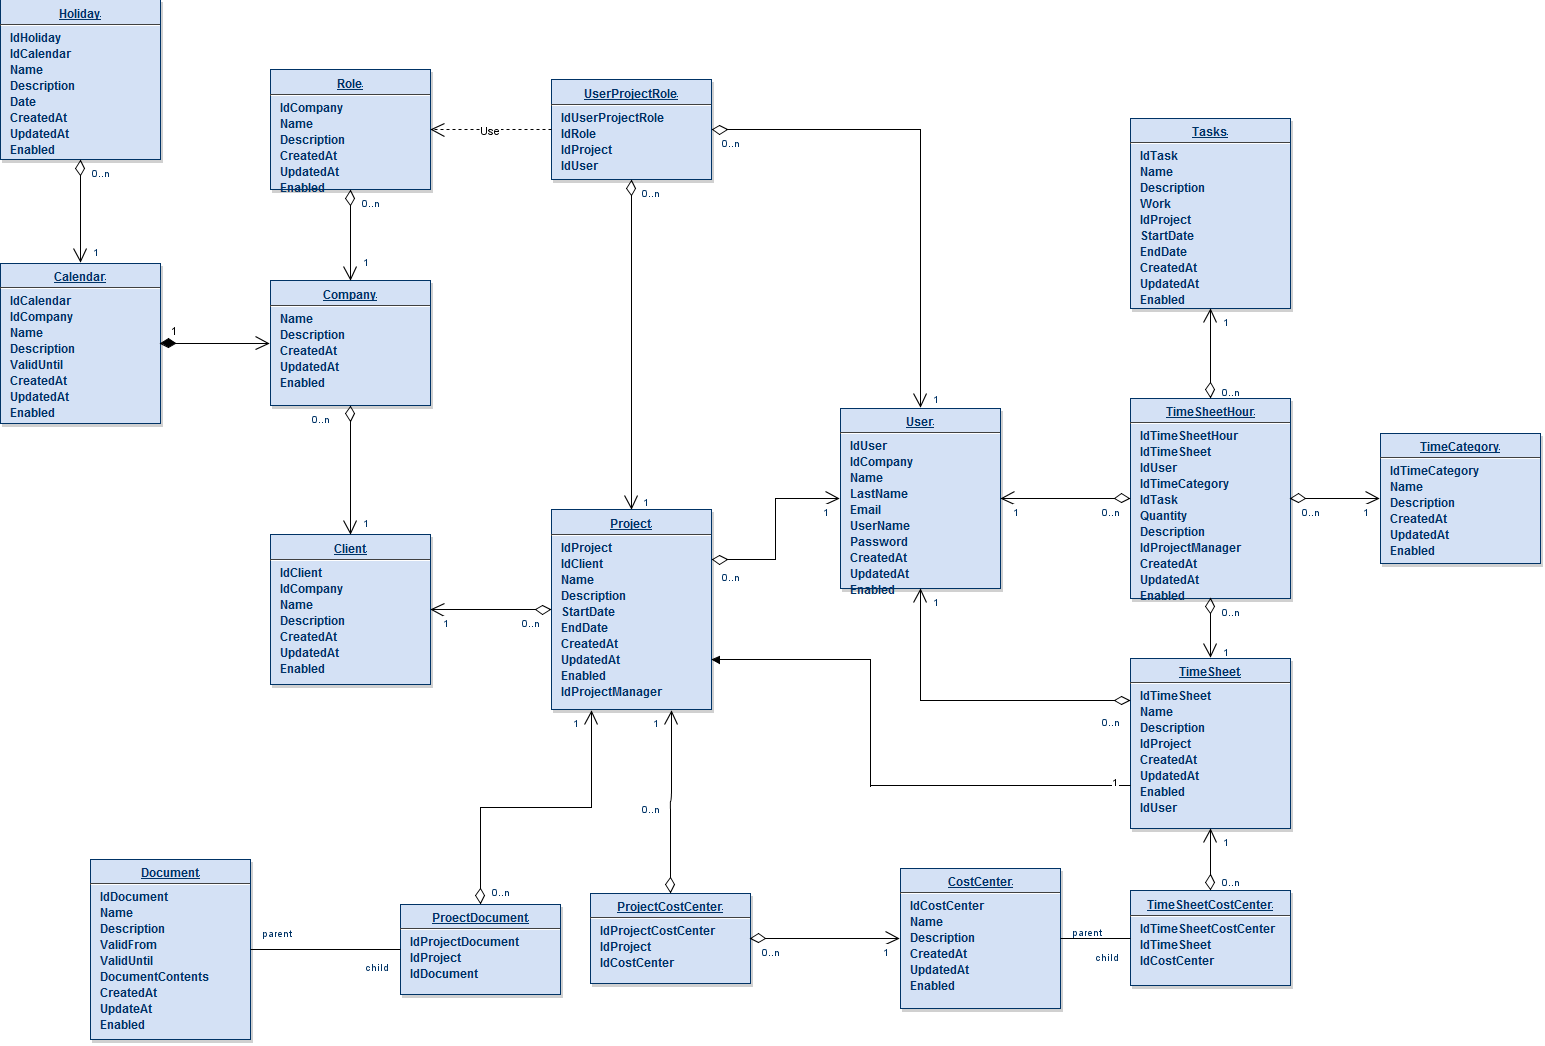 Holiday
IdHoliday
IdCalendar
Name
Description
Date
CreatedAt
UpdatedAt
Enabled
0..n
1
Calendar
IdCalendar
IdCompany
Name
Description
ValidUntil
CreatedAt
UpdatedAt
Enabled
1
Role
IdCompany
Name
Description
CreatedAt
UpdatedAt
Enabled
0..n
1
Use
Company
Name
Description
CreatedAt
UpdatedAt
Enabled
0..n
1
Client
IdClient
IdCompany
Name
Description
CreatedAt
UpdatedAt
Enabled
1
0..n
UserProjectRole
IdUserProjectRole
IdRole
IdProject
IdUser
0..n
0..n
1
1
Project
IdProject
IdClient
Name
Description
StartDate
EndDate
CreatedAt
UpdatedAt
Enabled
IdProjectManager
0..n
1
1
1
User
IdUser
IdCompany
Name
LastName
Email
UserName
Password
CreatedAt
UpdatedAt
Enabled
1
1
0..n
Tasks
IdTask
Name
Description
Work
IdProject
StartDate
EndDate
CreatedAt
UpdatedAt
Enabled
1
0..n
TimeSheetHour
IdTimeSheetHour
IdTimeSheet
IdUser
IdTimeCategory
IdTask
Quantity
Description
IdProjectManager
CreatedAt
UpdatedAt
Enabled
0..n
1
0..n
1
TimeCategory
IdTimeCategory
Name
Description
CreatedAt
UpdatedAt
Enabled
TimeSheet
IdTimeSheet
Name
Description
IdProject
CreatedAt
UpdatedAt
Enabled
IdUser
0..n
1
1
0..n
Document
IdDocument
Name
Description
ValidFrom
ValidUntil
DocumentContents
CreatedAt
UpdateAt
Enabled
parent
child
0..n
ProectDocument
IdProjectDocument
IdProject
IdDocument
0..n
ProjectCostCenter
IdProjectCostCenter
IdProject
IdCostCenter
0..n
1
CostCenter
IdCostCenter
Name
Description
CreatedAt
UpdatedAt
Enabled
parent
child
TimeSheetCostCenter
IdTimeSheetCostCenter
IdTimeSheet
IdCostCenter